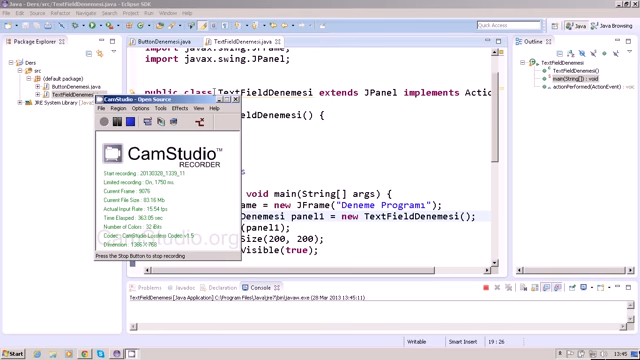 Java - Ders/src/TextFieldDenemesi.java - Eclipse SDK
File Edit Source Refactor Navigate Search Project Run Window Help
Quick Access
Java
Java Browsing
Package Explorer
ButtonDenemesi.java
TextFieldDenemesi.java
Outline
Ders
src
(default package)
ButtonDenemesi.java
TextFieldDenemesi
JRE System Library
import javax.swing.JFrame;
import javax.swing.JPanel;
public class TextFieldDenemesi extends JPanel implements Actio
ldDenemesi() {
void main(String[] args) {
ame = new JFrame("Deneme Programı");
Denemesi panel1 = new TextFieldDenemesi();
(panel1);
Size(200, 200);
Visible(true);
TextFieldDenemesi
TextFieldDenemesi()
main(String[]) : void
actionPerformed(ActionEvent)
CamStudio - Open Source
File Region Options Tools Effects View Help
CamStudio™
RECORDER
Start recording : 20130328_1339_11
Limited recording : On, 1750 ms
Current Frame : 9076
Current File Size : 83.16 Mb
Actual Input Rate : 15.54 fps
Time Elapsed : 363.05 sec
Number of Colors : 32 Bits
Codec : CamStudio Lossless Codec v1.5
Dimension : 1366 X 768
CamStudio.org
Press the Stop Button to stop recording
Problems
Javadoc
Declaration
Console
TextFieldDenemesi [Java Application] C:\Program Files\Java\jre7\bin\javaw.exe (28 Mar 2013 13:45:11)
Writable
Smart Insert
19 : 26
Start
13:45